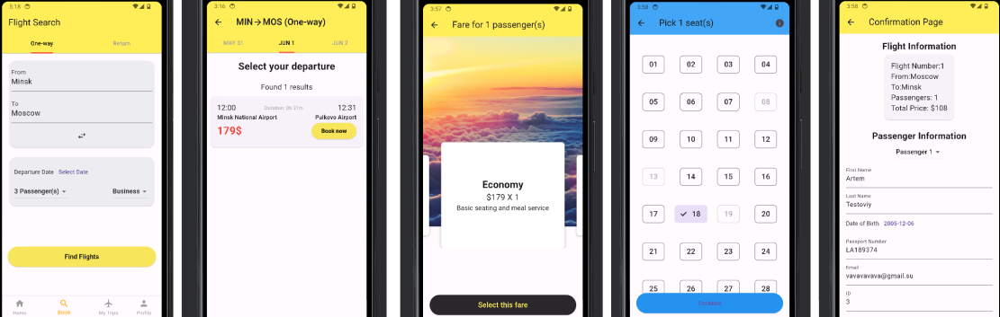 5:18
Flight Search
One-way Return
From
Minsk
To
Moscow
Departure Date Select Date
3 Passenger(s) Business
Find Flights
Home Book My Trips Profile
3:16
MIN→MOS (One-way)
MAY 31 JUN 1 JUN 2
Select your departure
Found 1 results
12:00 Duration: 0h 31m 12:31
Minsk National Airport Pulkovo Airport
179$ Book now
3:57
Fare for 1 passenger(s)
Economy
$179 X 1
Basic seating and meal service
Select this fare
3:58
Pick 1 seat(s)
01 02 03 04
05 06 07 08
09 10 11 12
13 14 15 16
17 18 19 20
21 22 23 24
25 26 27 28
Continue
3:58
Confirmation Page
Flight Information
Flight Number:1
From:Moscow
To:Minsk
Passengers: 1
Total Price: $108
Passenger Information
Passenger 1
First Name
Artem
Last Name
Testoviy
Date of Birth 2005-12-06
Passport Number
LA189374
Email
vavavavava@gmail.su
ID
3